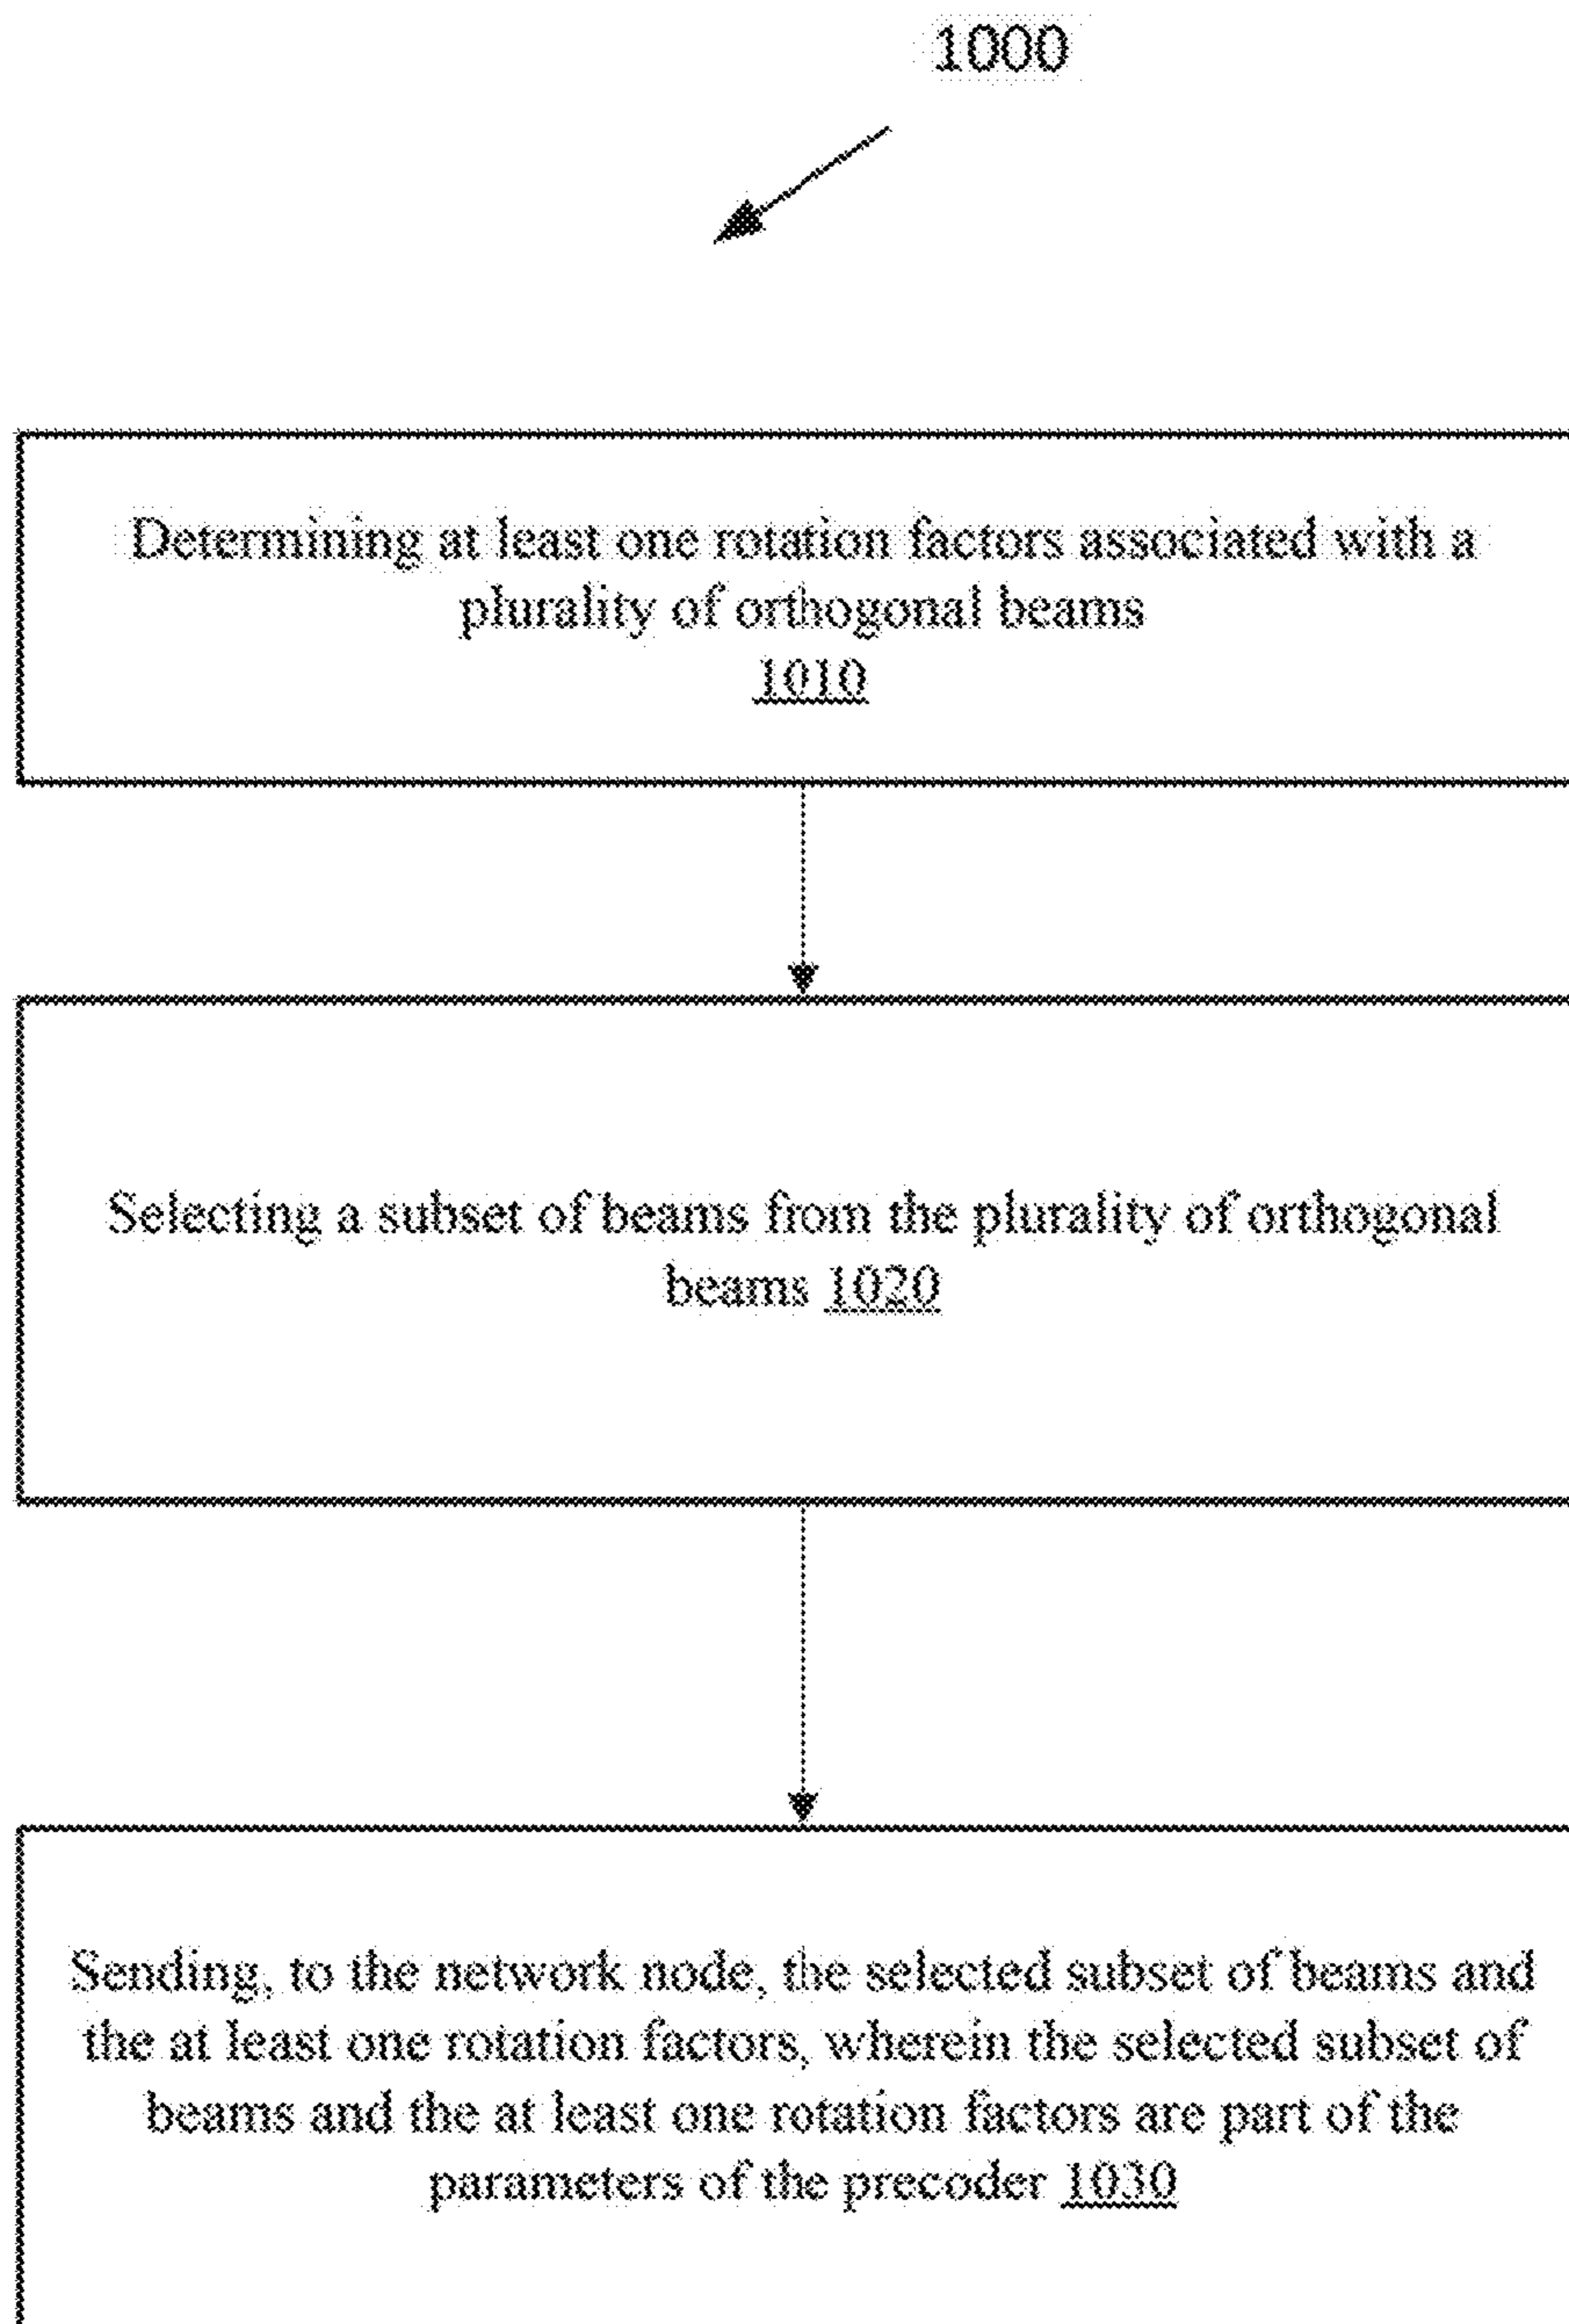 1000
Determining at least one rotation factors associated with a
plurality of orthogonal beams
1010
Selecting a subset of beams from the plurality of orthogonal
beams 1020
Sending, to the network node, the selected subset of beams and
the at least one rotation factors, wherein the selected subset of
beams and the at least one rotation factors are part of the
parameters of the precoder 1030